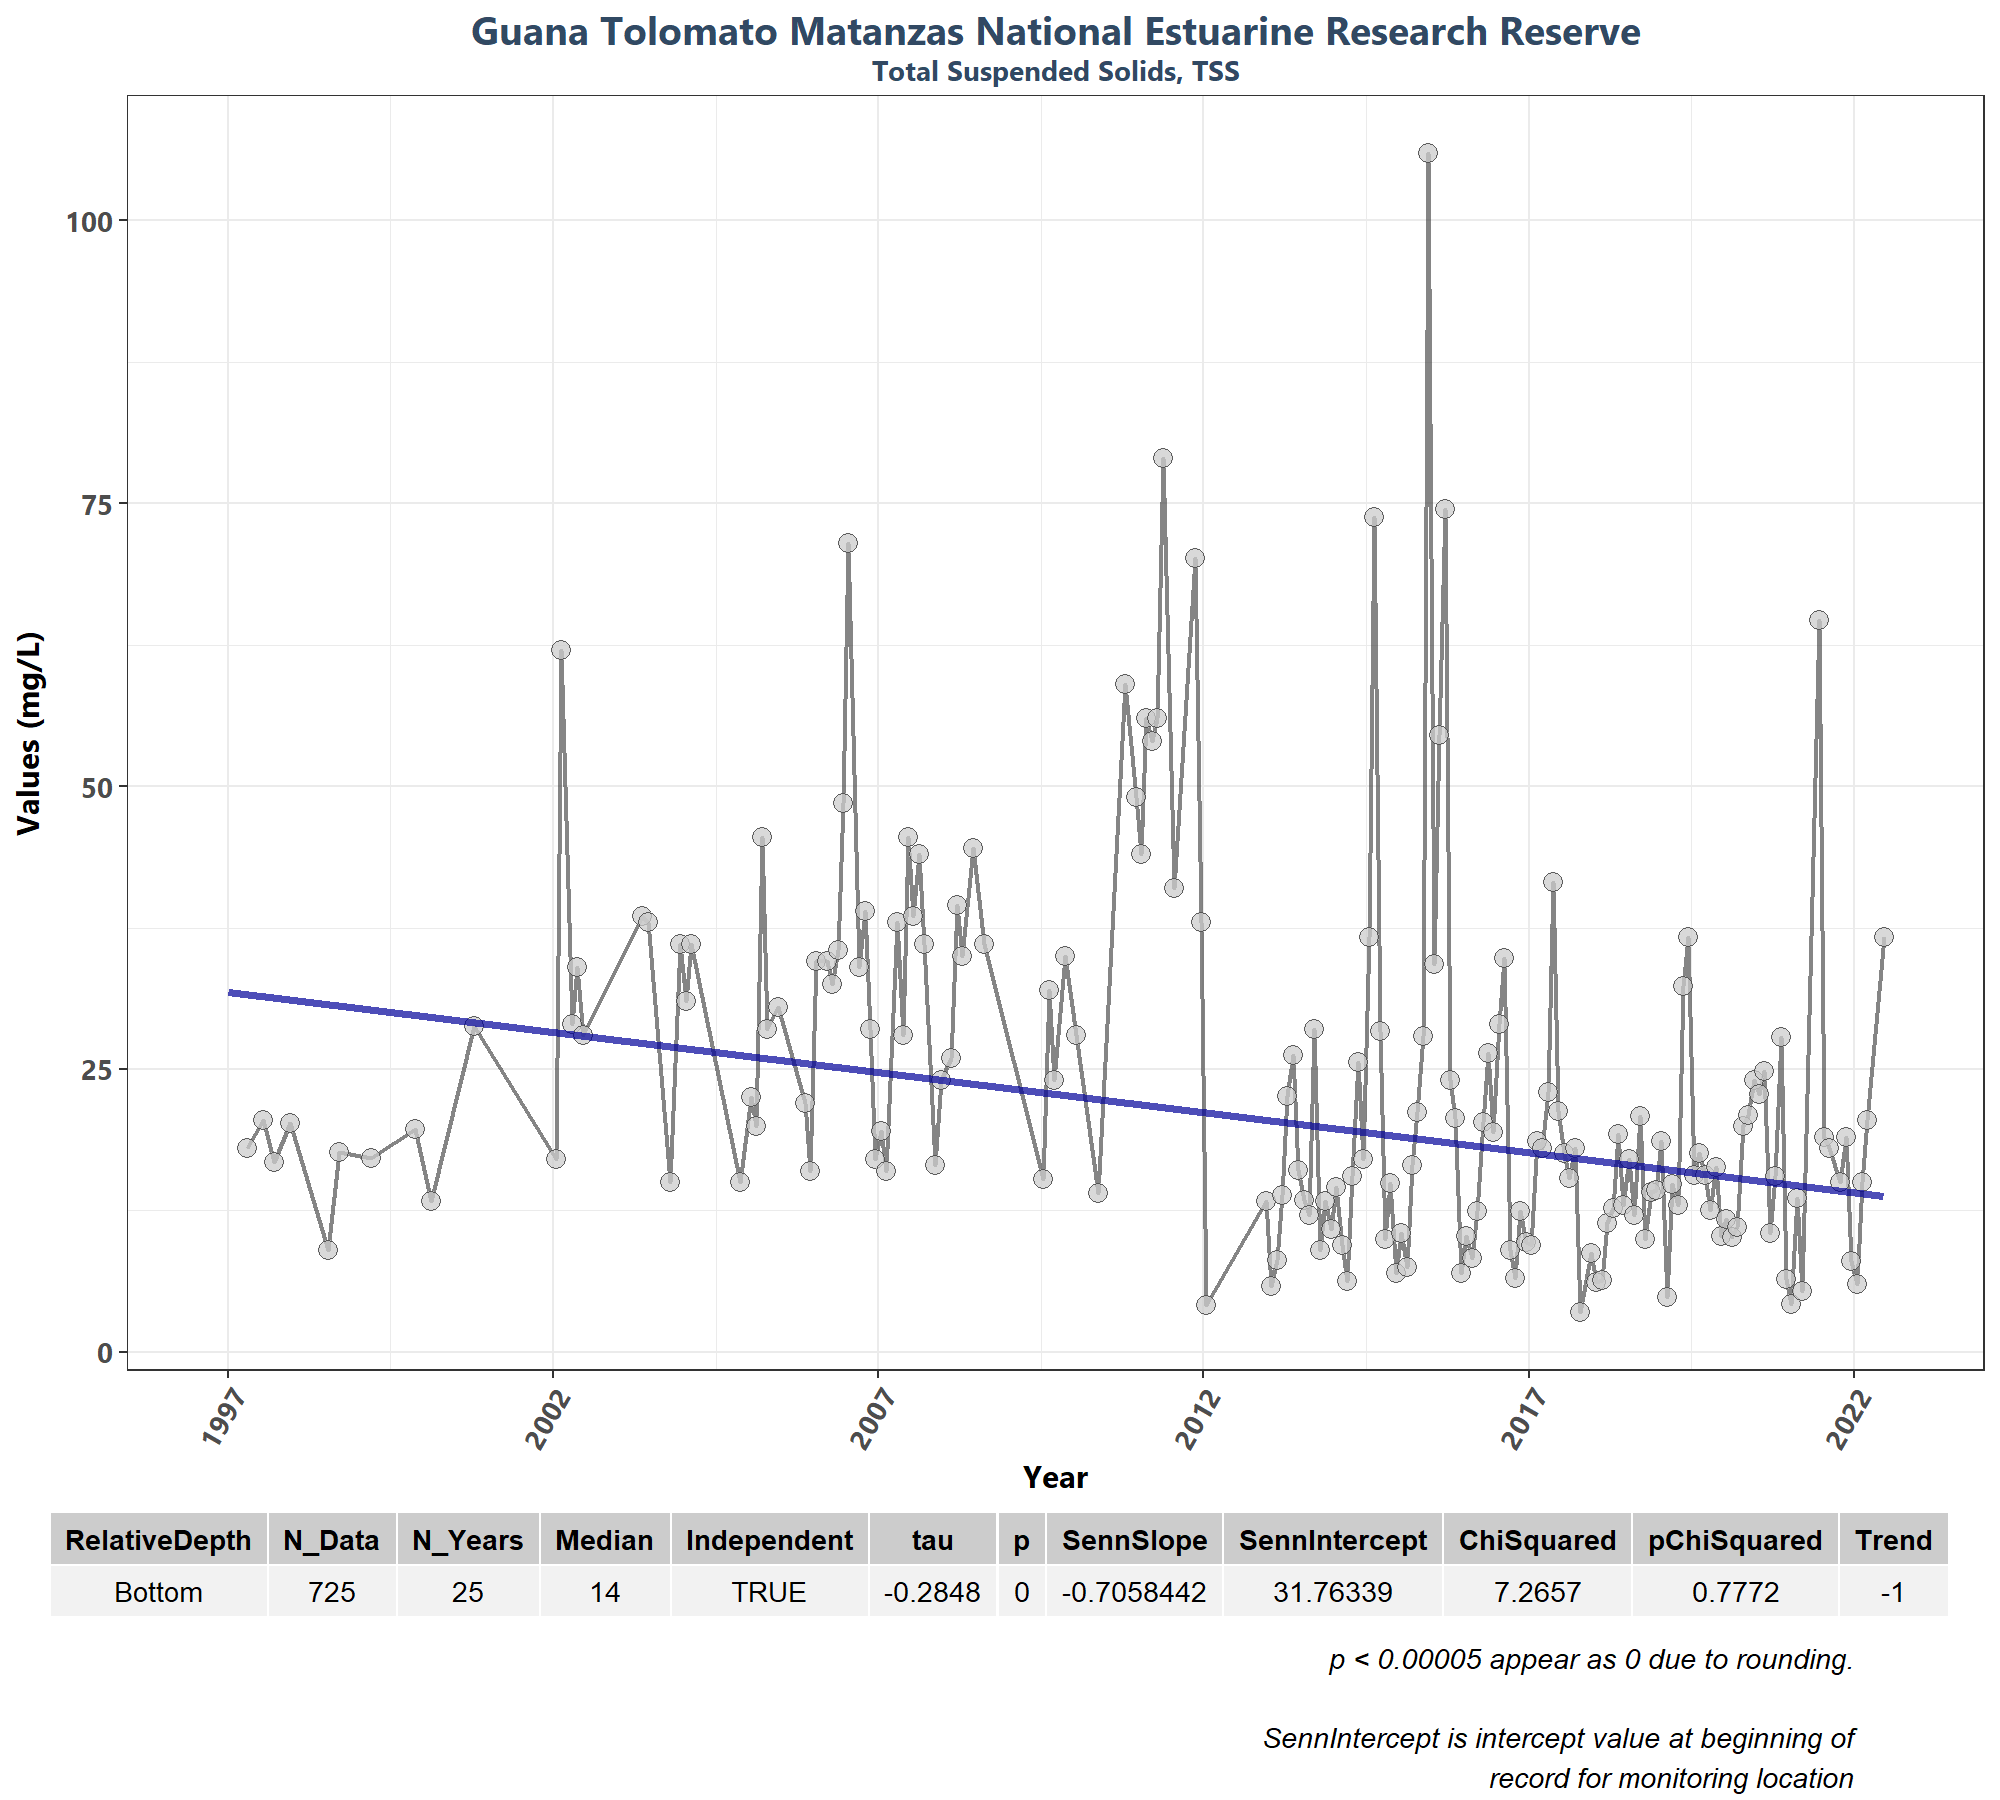 Guana Tolomato Matanzas National Estuarine Research Reserve
Total Suspended Solids, TSS
Values (mg/L)
100
75
50
25
0
1997
2002
2007
2012
2017
2022
Year
RelativeDepth N_Data N_Years Median Independent tau p SennSlope SennIntercept ChiSquared pChiSquared Trend
Bottom 725 25 14 TRUE -0.2848 0 -0.7058442 31.76339 7.2657 0.7772 -1
p < 0.00005 appear as 0 due to rounding.
SennIntercept is intercept value at beginning of
record for monitoring location